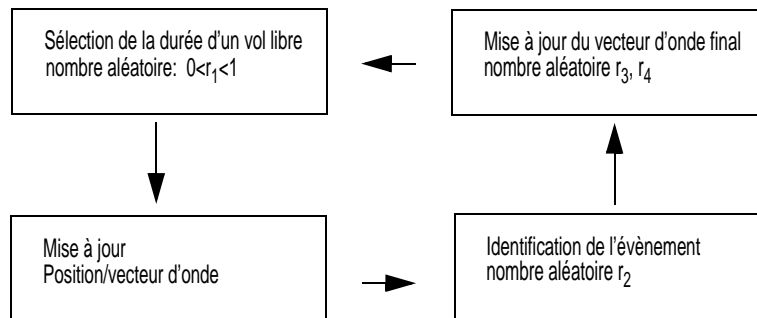 Sélection de la durée d'un vol libre
nombre aléatoire: 0<r₁<1
Mise à jour du vecteur d'onde final
nombre aléatoire r₃, r₄
Mise à jour
Position/vecteur d'onde
Identification de l'évènement
nombre aléatoire r₂